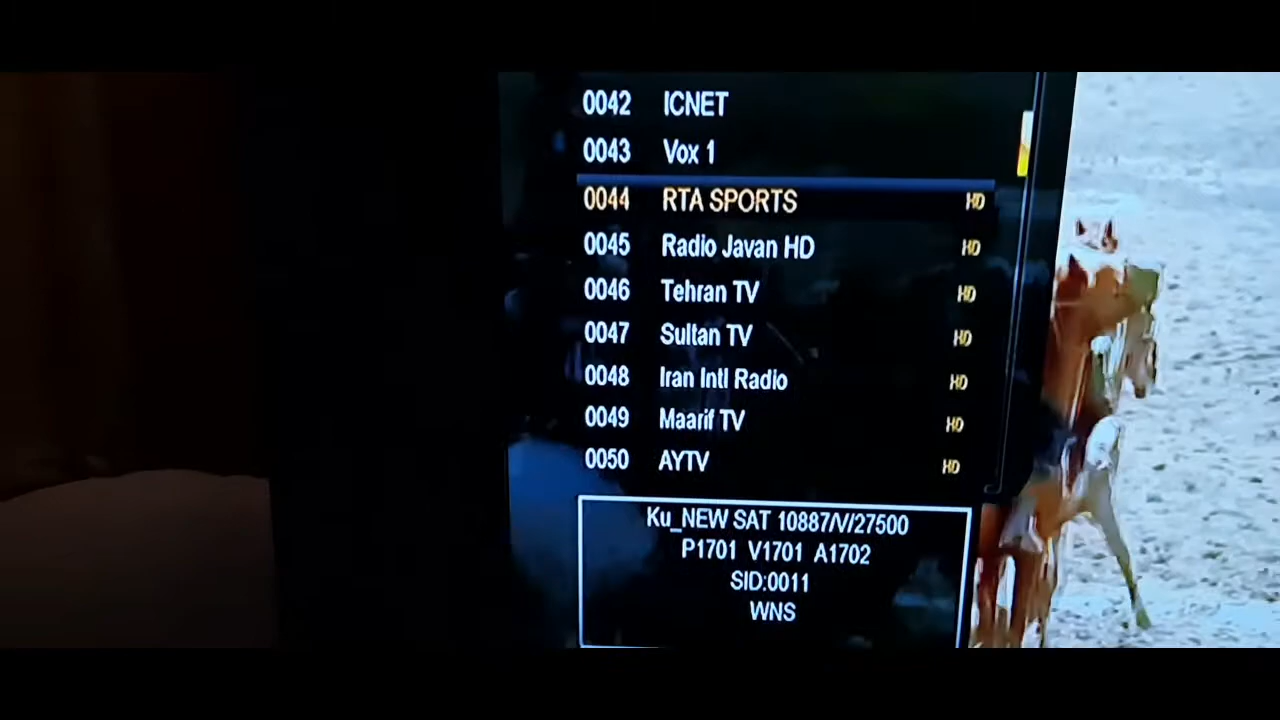 0042 ICNET
0043 Vox 1
0044 RTA SPORTS HD
0045 Radio Javan HD HD
0046 Tehran TV HD
0047 Sultan TV HD
0048 Iran Intl Radio HD
0049 Maarif TV HD
0050 AYTV HD
Ku_NEW SAT 10887/V/27500
P1701 V1701 A1702
SID:0011
WNS